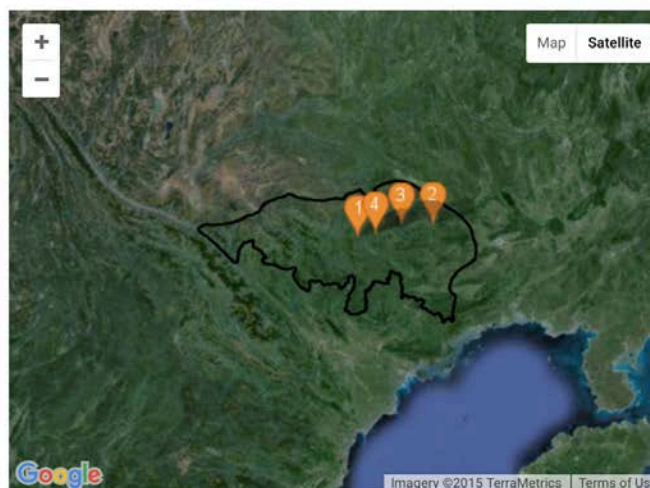 +
Map Satellite
−
1 4 3 2
Google
Imagery ©2015 TerraMetrics Terms of Us